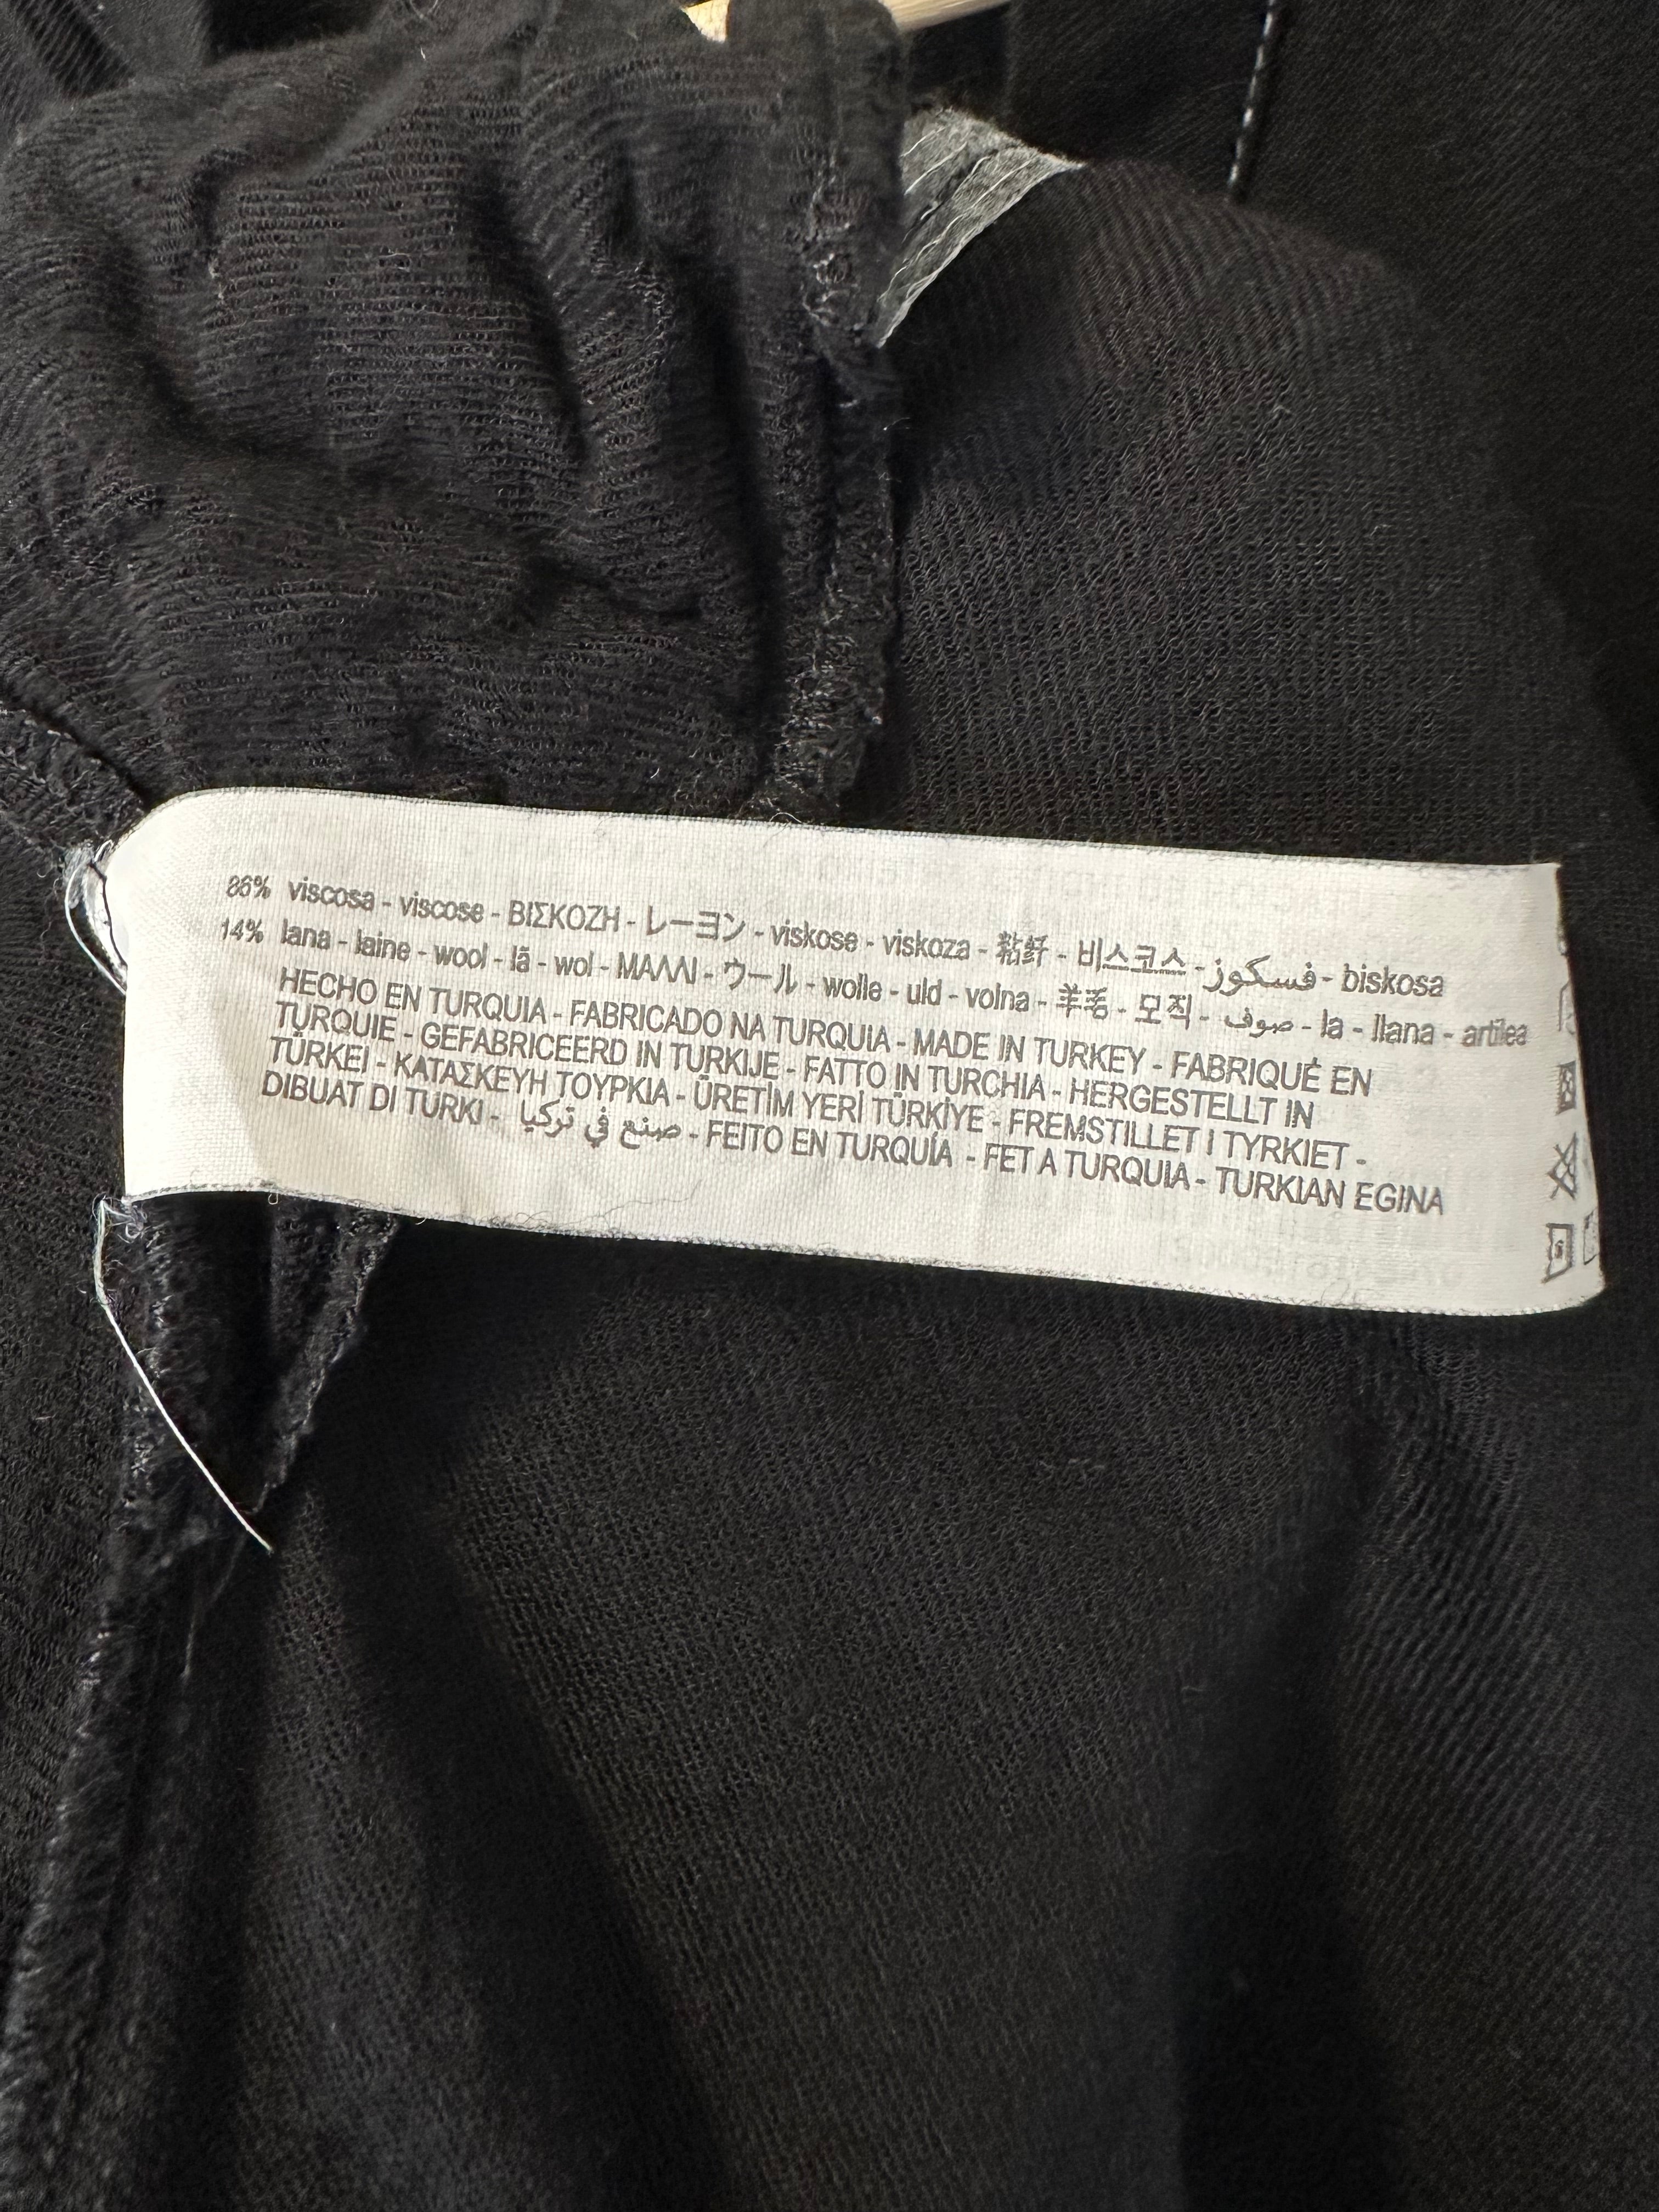 86% viscosa - viscose - ΒΙΣΚΟΖΗ - レーヨン - viskose - viskoza - 粘纤 - 비스코스 - فسكوز - biskosa
14% lana - laine - wool - lã - wol - ΜΑΛΛΙ - ウール - wolle - uld - volna - 羊毛 - 모직 - صوف - la - llana - artilea
HECHO EN TURQUIA - FABRICADO NA TURQUIA - MADE IN TURKEY - FABRIQUÉ EN
TURQUIE - GEFABRICEERD IN TURKIJE - FATTO IN TURCHIA - HERGESTELLT IN
TÜRKEI - ΚΑΤΑΣΚΕΥΗ ΤΟΥΡΚΙΑ - ÜRETİM YERİ TÜRKİYE - FREMSTILLET I TYRKIET -
DIBUAT DI TURKI - صنع في تركيا - FEITO EN TURQUÍA - FET A TURQUIA - TURKIAN EGINA